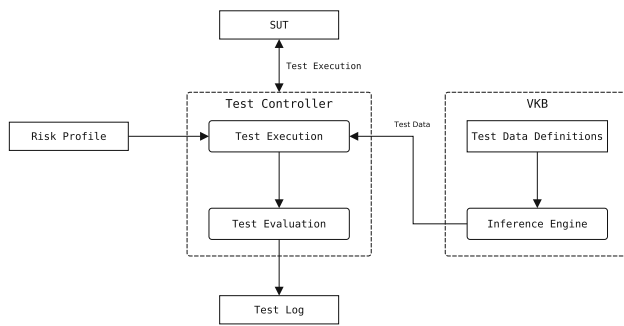 SUT
Test Execution
Test Controller
VKB
Risk Profile
Test Execution
Test Data
Test Data Definitions
Test Evaluation
Inference Engine
Test Log